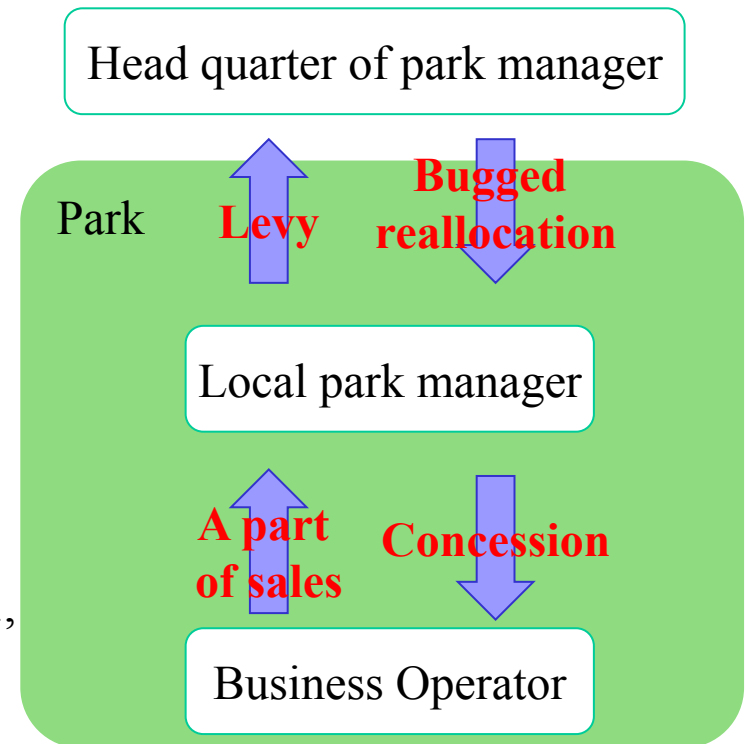 Head quarter of park manager
Park
Levy
Bugged
reallocation
Local park manager
A part
of sales
Concession
,
Business Operator